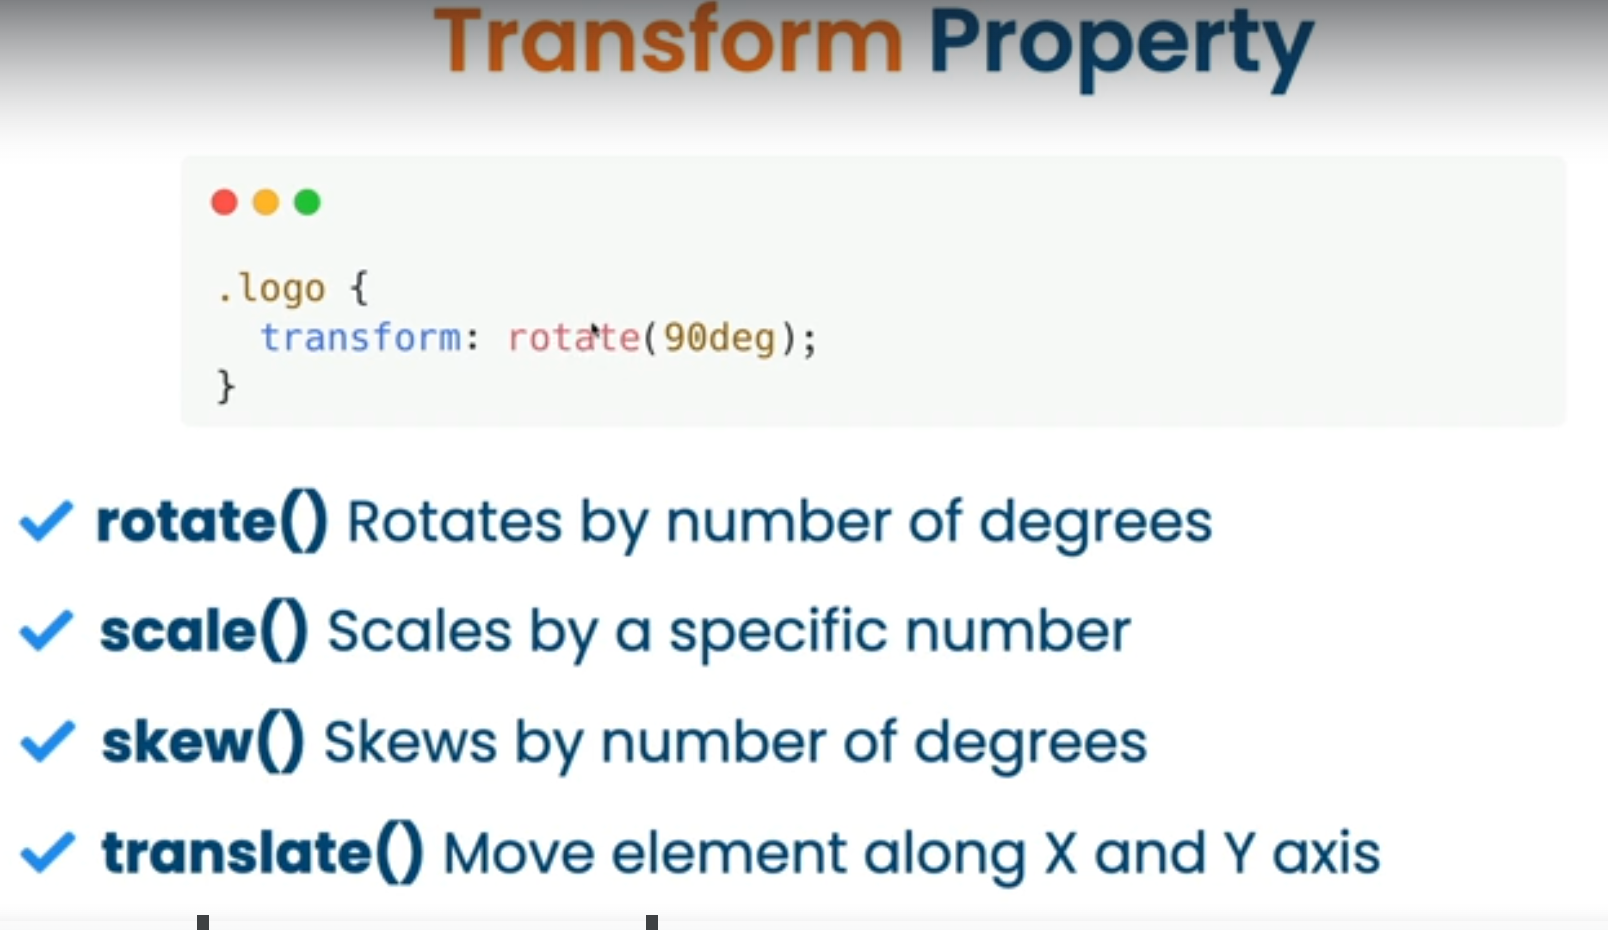 Transform Property
.logo {
transform: rotate(90deg);
}
rotate() Rotates by number of degrees
scale() Scales by a specific number
skew() Skews by number of degrees
translate() Move element along X and Y axis